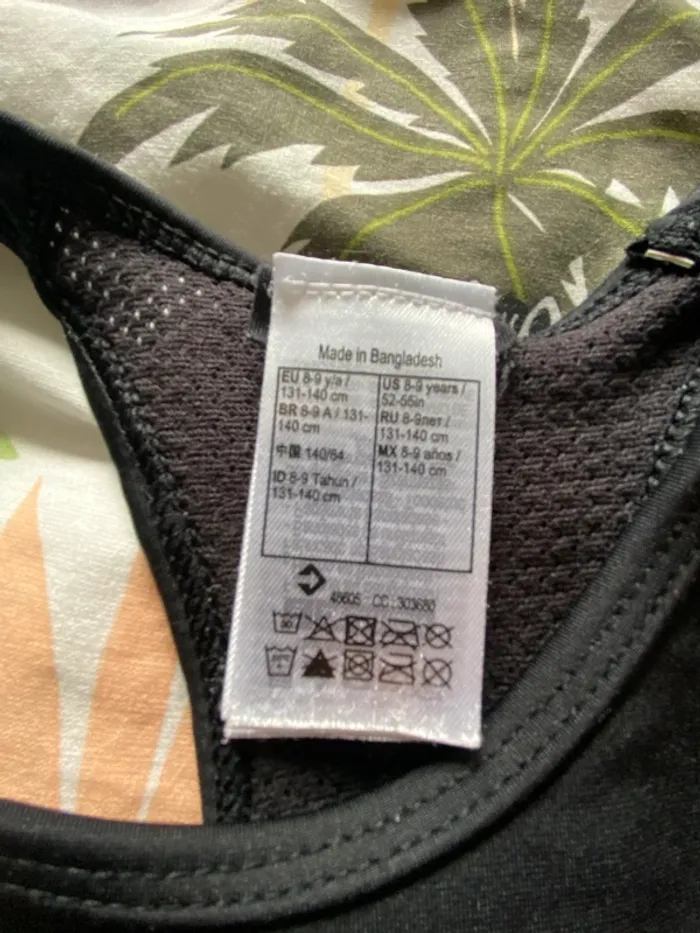 Made in Bangladesh
EU 8-9 y/a /
131-140 cm
BR 8-9 A / 131-
140 cm
中国 140/64
ID 8-9 Tahun /
131-140 cm
US 8-9 years /
52-55in
RU 8-9лет /
131-140 cm
MX 8-9 años /
131-140 cm
CC: 303680
30